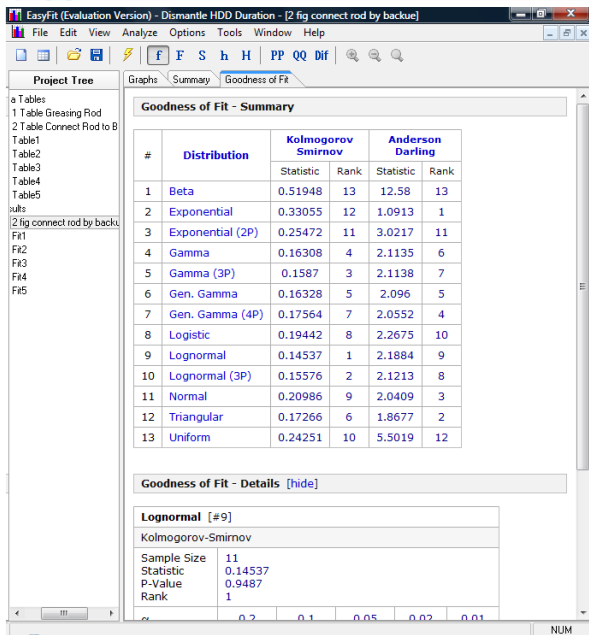 EasyFit (Evaluation Version) - Dismantle HDD Duration - [2 fig connect rod by backue]
File Edit View Analyze Options Tools Window Help
f F S h H PP QQ Dif
Project Tree
a Tables
1 Table Greasing Rod
2 Table Connect Rod to B
Table1
Table2
Table3
Table4
Table5
sults
2 fig connect rod by backu
Fit1
Fit2
Fit3
Fit4
Fit5
Graphs Summary Goodness of Fit
Goodness of Fit - Summary
# Distribution Kolmogorov Smirnov Anderson Darling
Statistic Rank Statistic Rank
1 Beta 0.51948 13 12.58 13
2 Exponential 0.33055 12 1.0913 1
3 Exponential (2P) 0.25472 11 3.0217 11
4 Gamma 0.16308 4 2.1135 6
5 Gamma (3P) 0.1587 3 2.1138 7
6 Gen. Gamma 0.16328 5 2.096 5
7 Gen. Gamma (4P) 0.17564 7 2.0552 4
8 Logistic 0.19442 8 2.2675 10
9 Lognormal 0.14537 1 2.1884 9
10 Lognormal (3P) 0.15576 2 2.1213 8
11 Normal 0.20986 9 2.0409 3
12 Triangular 0.17266 6 1.8677 2
13 Uniform 0.24251 10 5.5019 12
Goodness of Fit - Details [hide]
Lognormal [#9]
Kolmogorov-Smirnov
Sample Size 11
Statistic 0.14537
P-Value 0.9487
Rank 1
α 0.2 0.1 0.05 0.02 0.01
NUM